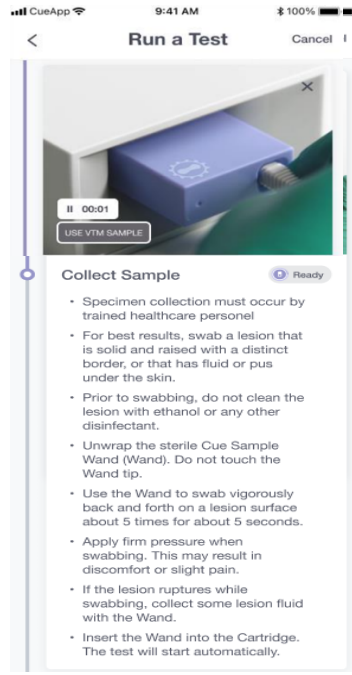 CueApp 9:41 AM 100%
Run a Test Cancel
00:01
USE VTM SAMPLE
Collect Sample Ready
• Specimen collection must occur by
trained healthcare personel
• For best results, swab a lesion that
is solid and raised with a distinct
border, or that has fluid or pus
under the skin.
• Prior to swabbing, do not clean the
lesion with ethanol or any other
disinfectant.
• Unwrap the sterile Cue Sample
Wand (Wand). Do not touch the
Wand tip.
• Use the Wand to swab vigorously
back and forth on a lesion surface
about 5 times for about 5 seconds.
• Apply firm pressure when
swabbing. This may result in
discomfort or slight pain.
• If the lesion ruptures while
swabbing, collect some lesion fluid
with the Wand.
• Insert the Wand into the Cartridge.
The test will start automatically.